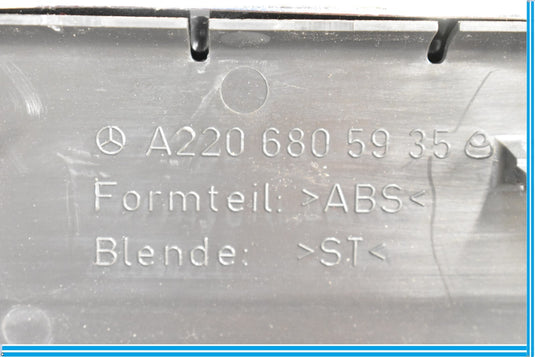 A220 680 59 35
Formteil: >ABS<
Blende: >ST<